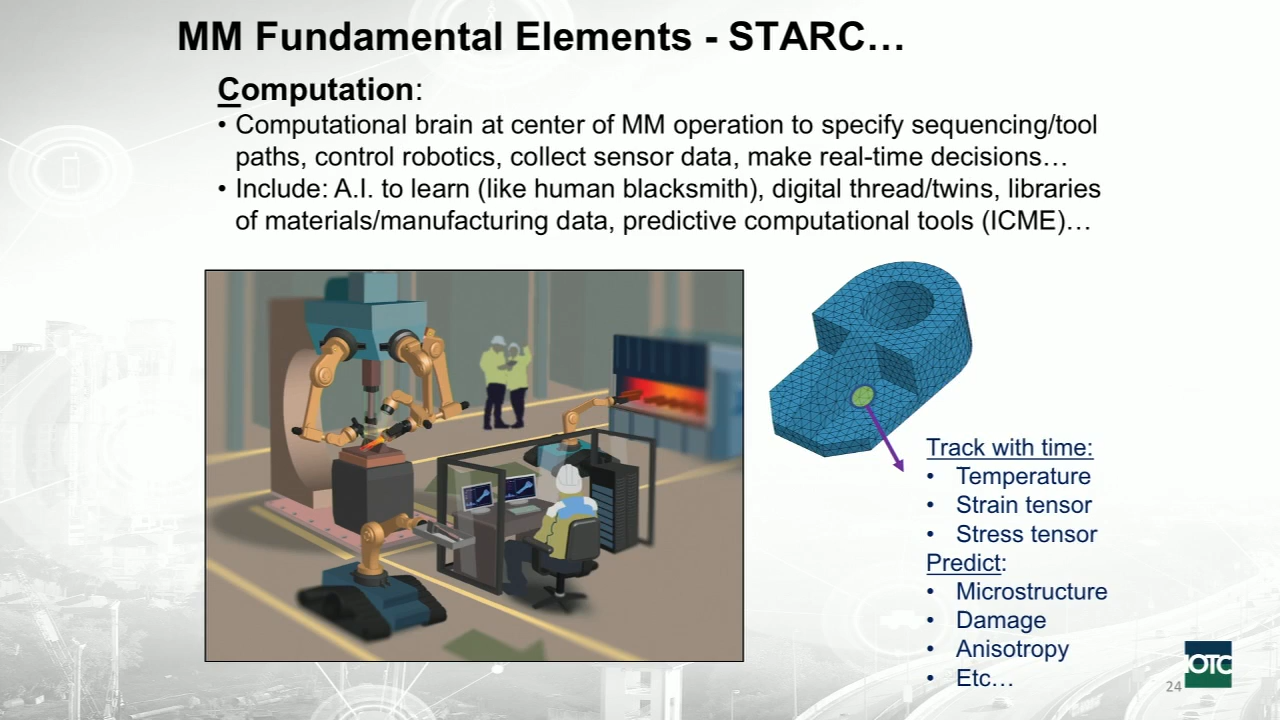 MM Fundamental Elements - STARC…
Computation:
• Computational brain at center of MM operation to specify sequencing/tool
paths, control robotics, collect sensor data, make real-time decisions…
• Include: A.I. to learn (like human blacksmith), digital thread/twins, libraries
of materials/manufacturing data, predictive computational tools (ICME)…
Track with time:
• Temperature
• Strain tensor
• Stress tensor
Predict:
• Microstructure
• Damage
• Anisotropy
• Etc…
IOTC
24